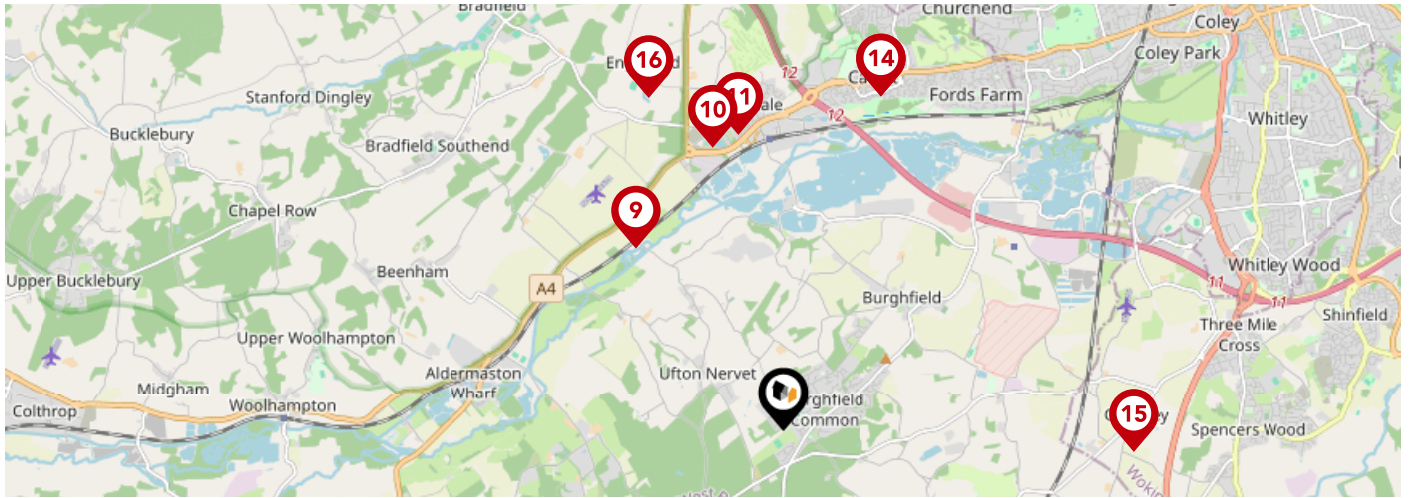 Bradfield
Churchend
Coley
Coley Park
16
14
12
Stanford Dingley
11
10
Fords Farm
12
Whitley
Bucklebury
Bradfield Southend
9
Chapel Row
Upper Bucklebury
Beenham
A4
Whitley Wood
11
11
Burghfield
Shinfield
Three Mile
Cross
Upper Woolhampton
Midgham
Aldermaston
Wharf
Ufton Nervet
Colthrop
Woolhampton
Common
15
Spencers Wood